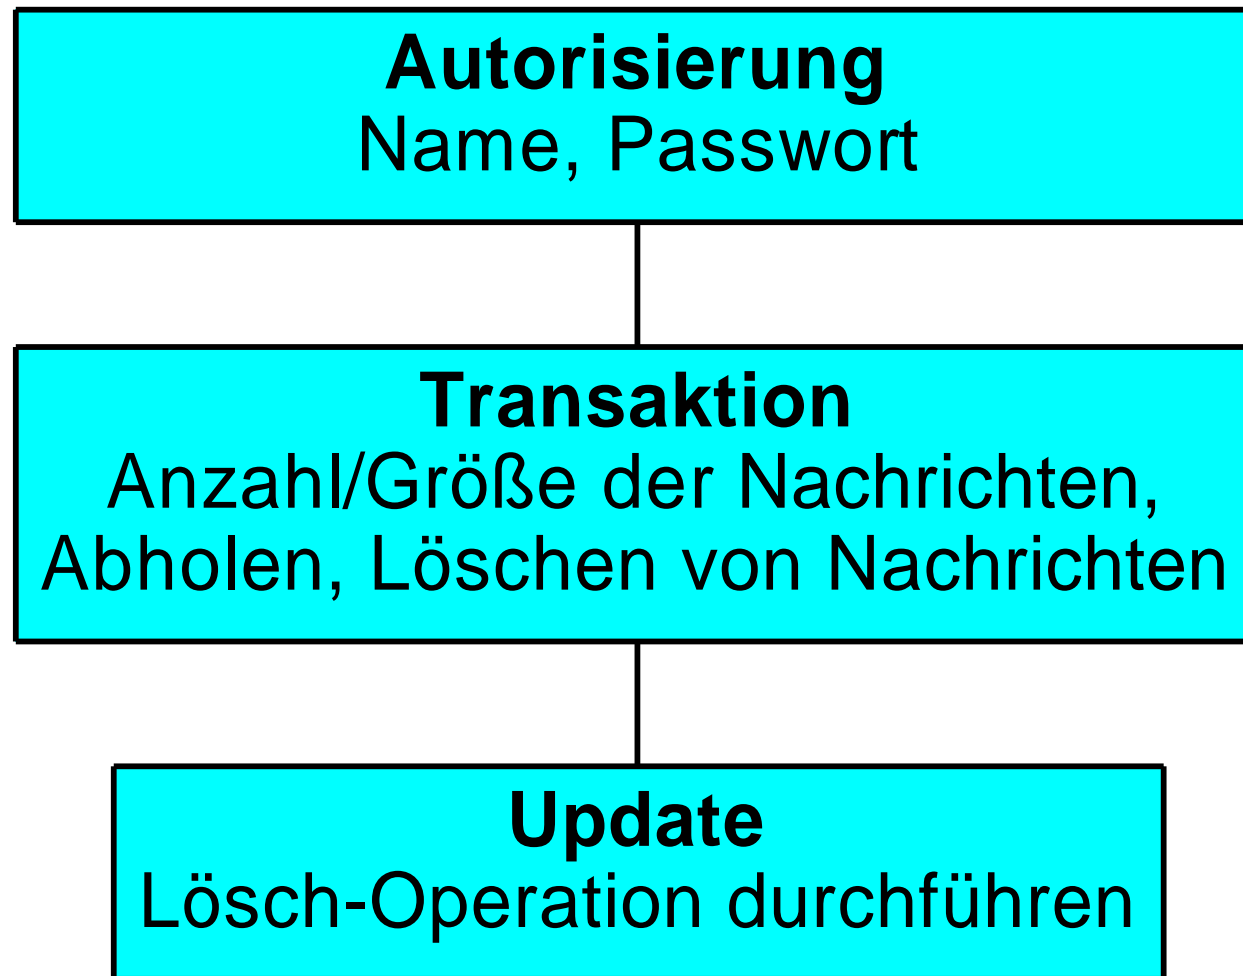 Autorisierung
Name, Passwort
Transaktion
Anzahl/Größe der Nachrichten,
Abholen, Löschen von Nachrichten
Update
Lösch-Operation durchführen